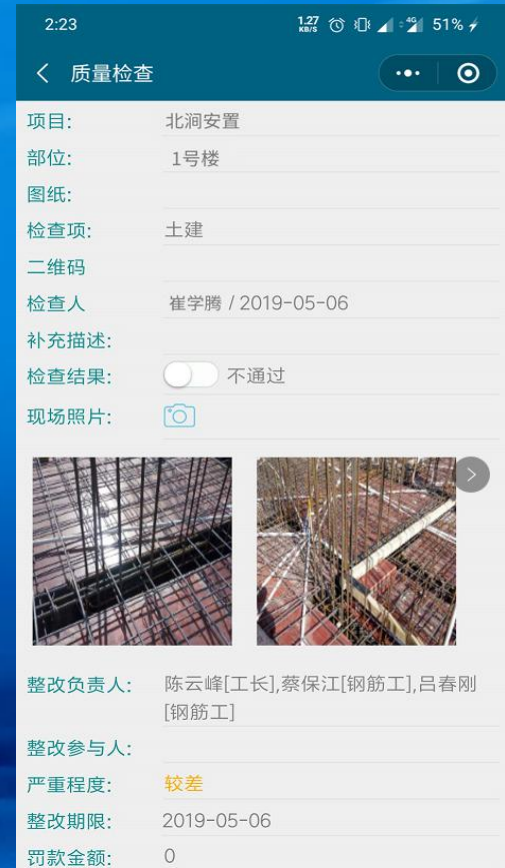 2:23 1.27 KB/S 4G 51%
质量检查
项目: 北涧安置
部位: 1号楼
图纸:
检查项: 土建
二维码
检查人 崔学腾 / 2019-05-06
补充描述:
检查结果: 不通过
现场照片:
整改负责人: 陈云峰[工长],蔡保江[钢筋工],吕春刚
[钢筋工]
整改参与人:
严重程度: 较差
整改期限: 2019-05-06
罚款金额: 0